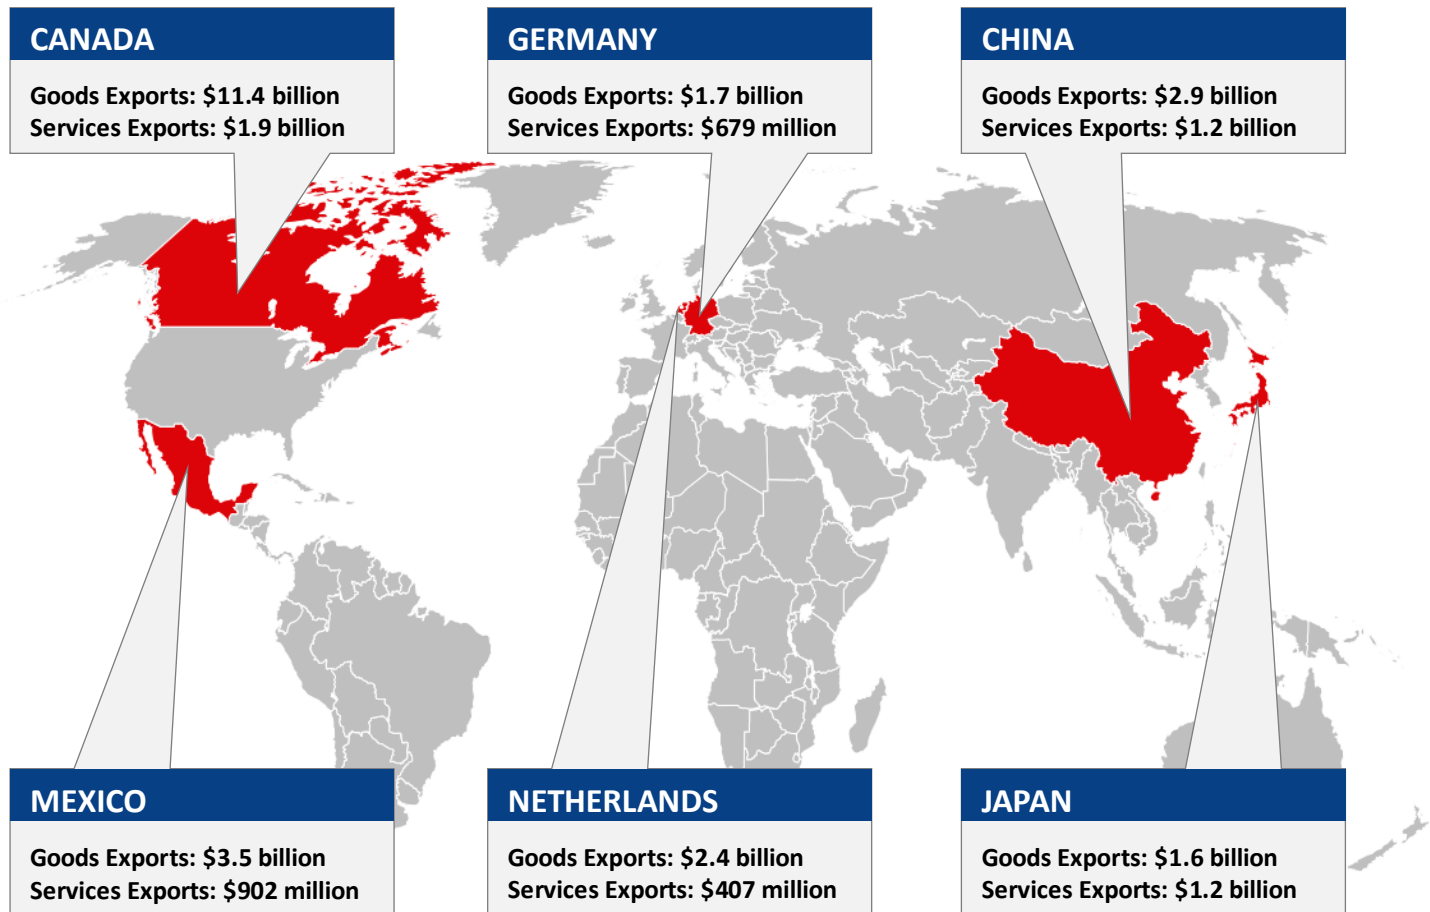 CANADA
Goods Exports: $11.4 billion
Services Exports: $1.9 billion
GERMANY
Goods Exports: $1.7 billion
Services Exports: $679 million
CHINA
Goods Exports: $2.9 billion
Services Exports: $1.2 billion
MEXICO
Goods Exports: $3.5 billion
Services Exports: $902 million
NETHERLANDS
Goods Exports: $2.4 billion
Services Exports: $407 million
JAPAN
Goods Exports: $1.6 billion
Services Exports: $1.2 billion